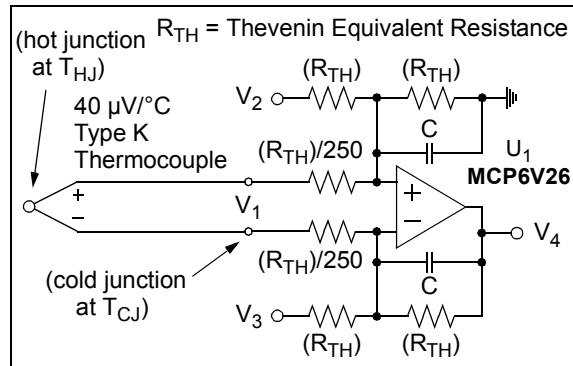 R_TH = Thevenin Equivalent Resistance
(hot junction
at T_HJ)
(R_TH)
(R_TH)
V_2
40 µV/°C
Type K
Thermocouple
C
U_1
MCP6V26
(R_TH)/250
+
−
V_1
+
−
V_4
(R_TH)/250
C
(cold junction
at T_CJ)
V_3
(R_TH)
(R_TH)